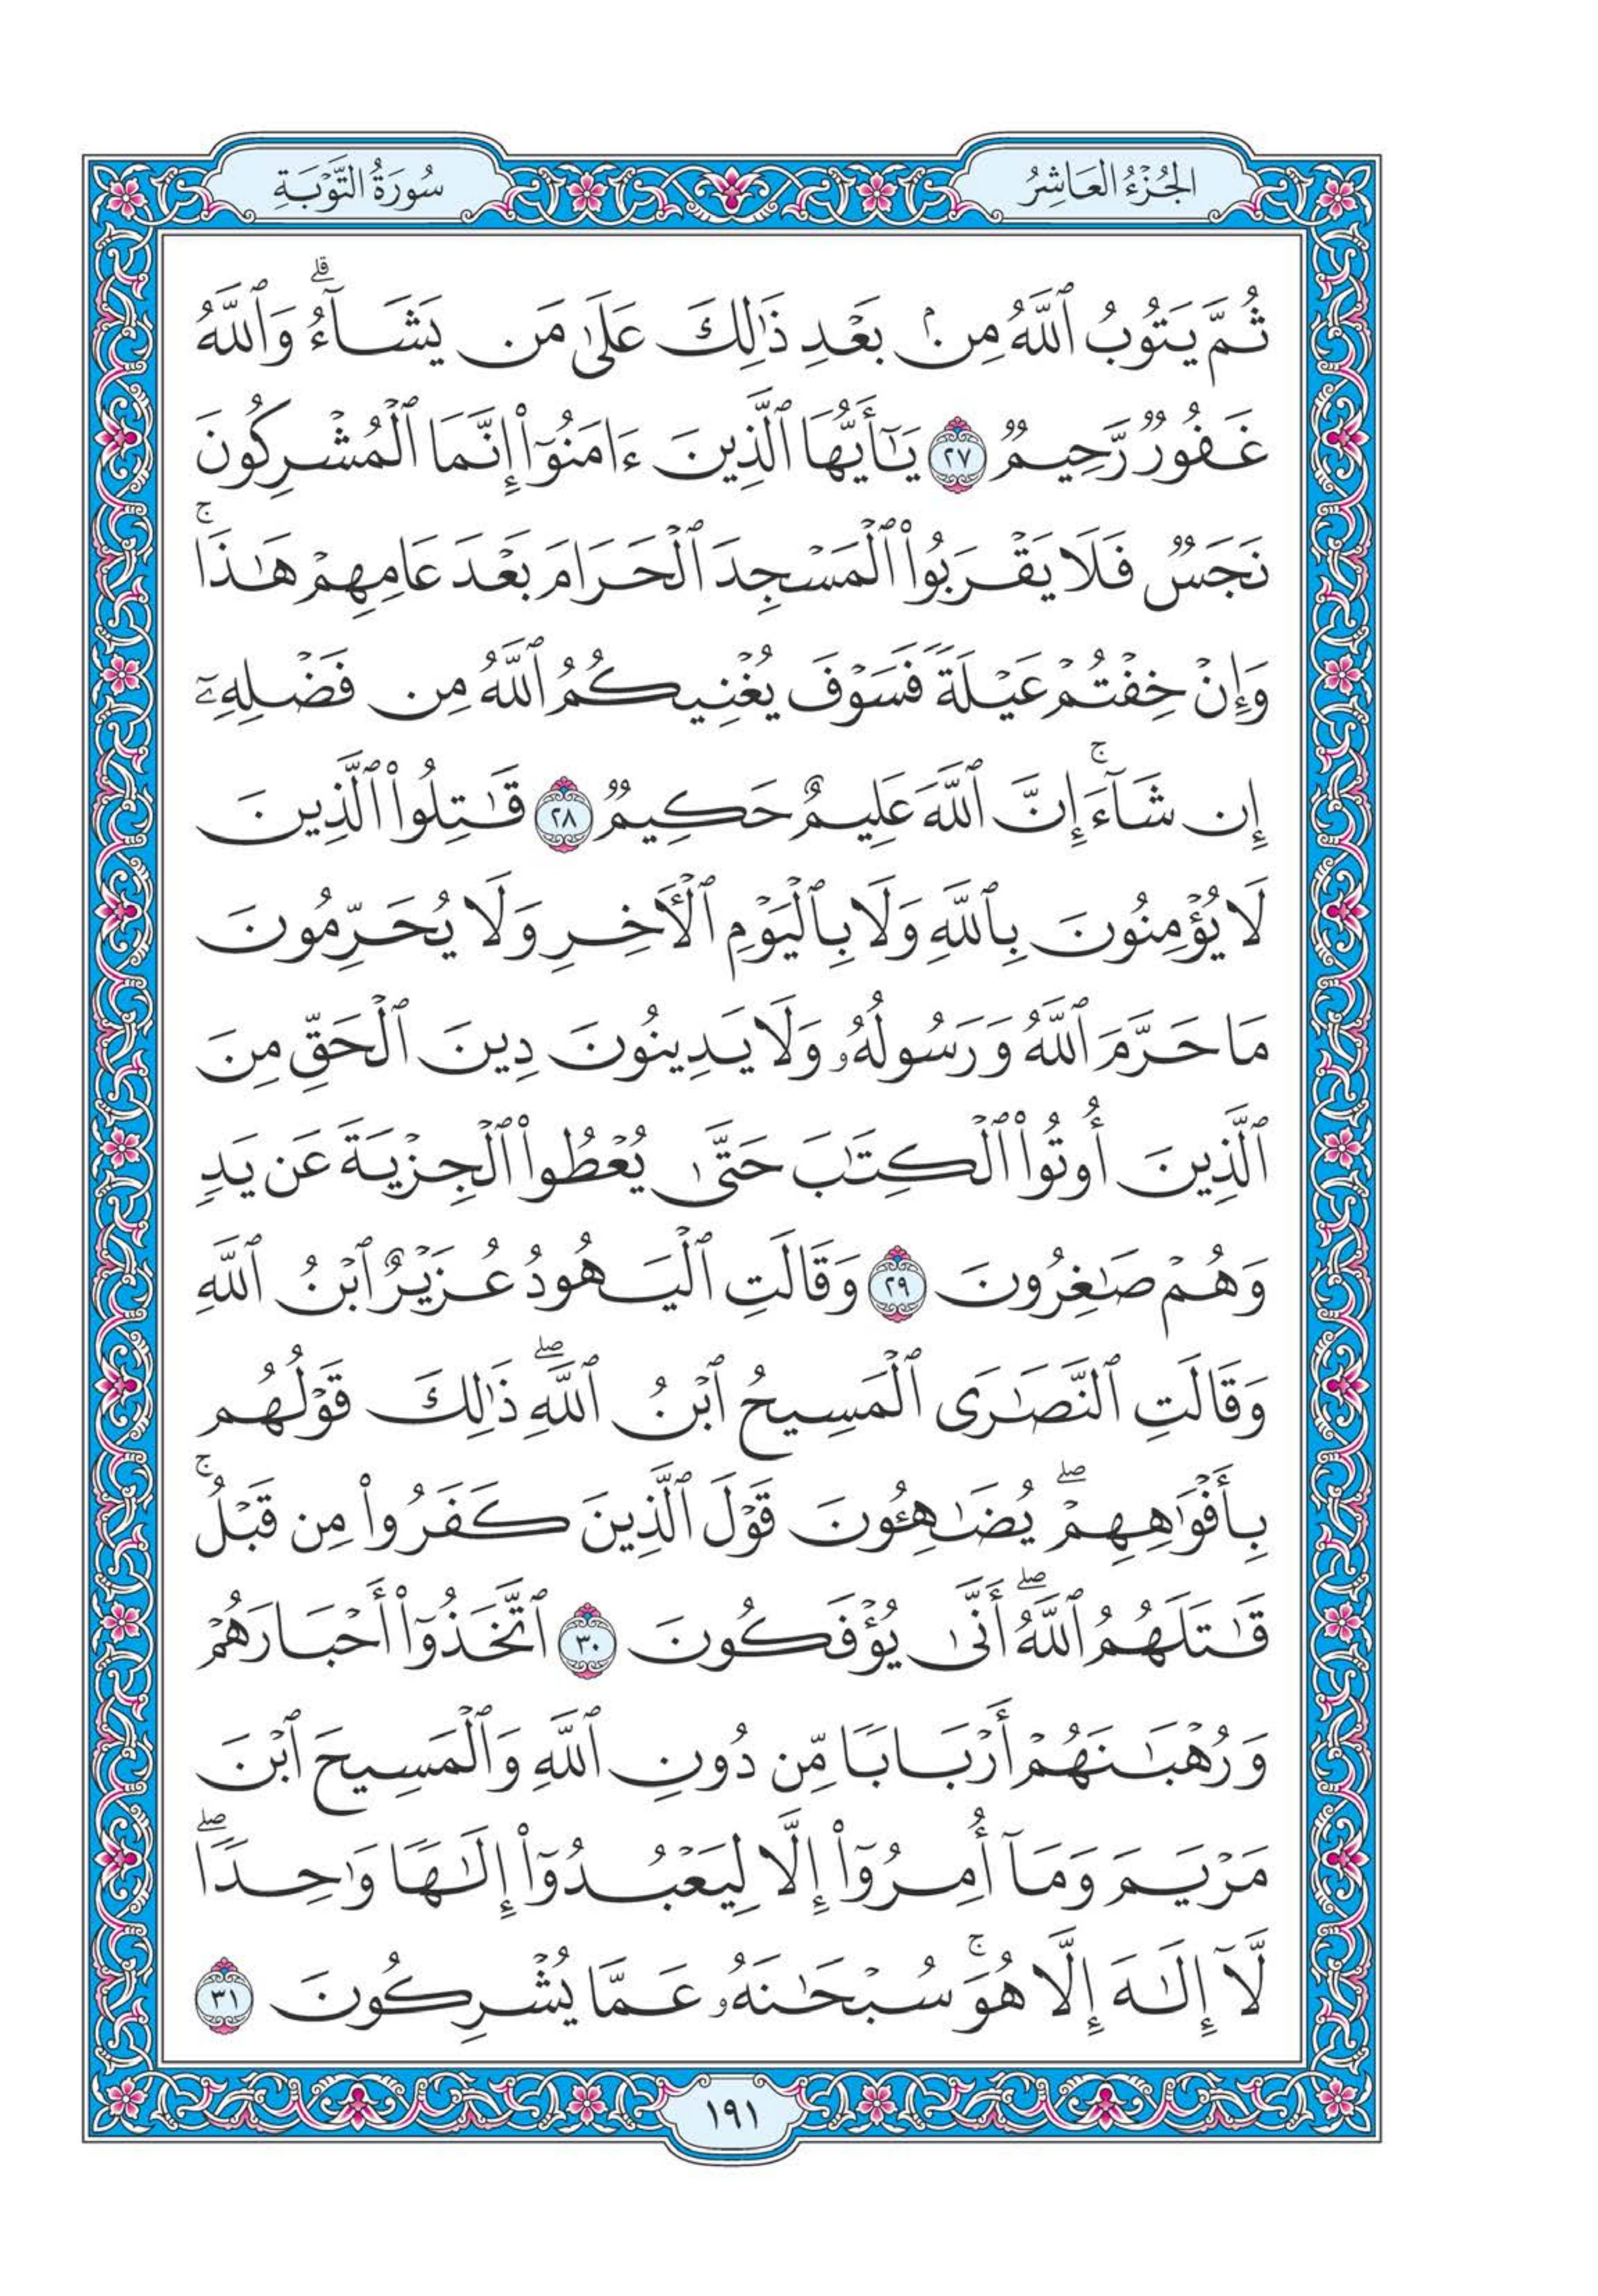 الجُزْءُ العَاشِرُ
سُورَةُ التَّوْبَةِ
ثُمَّ يَتُوبُ ٱللَّهُ مِنۢ بَعْدِ ذَٰلِكَ عَلَىٰ مَن يَشَآءُۗ وَٱللَّهُ
غَفُورٌ رَّحِيمٌ ٢٧ يَٰٓأَيُّهَا ٱلَّذِينَ ءَامَنُوٓاْ إِنَّمَا ٱلْمُشْرِكُونَ
نَجَسٌ فَلَا يَقْرَبُواْ ٱلْمَسْجِدَ ٱلْحَرَامَ بَعْدَ عَامِهِمْ هَٰذَاۚ
وَإِنْ خِفْتُمْ عَيْلَةً فَسَوْفَ يُغْنِيكُمُ ٱللَّهُ مِن فَضْلِهِۦٓ
إِن شَآءَۚ إِنَّ ٱللَّهَ عَلِيمٌ حَكِيمٌ ٢٨ قَٰتِلُواْ ٱلَّذِينَ
لَا يُؤْمِنُونَ بِٱللَّهِ وَلَا بِٱلْيَوْمِ ٱلْأَخِرِ وَلَا يُحَرِّمُونَ
مَا حَرَّمَ ٱللَّهُ وَرَسُولُهُۥ وَلَا يَدِينُونَ دِينَ ٱلْحَقِّ مِنَ
ٱلَّذِينَ أُوتُواْ ٱلْكِتَٰبَ حَتَّىٰ يُعْطُواْ ٱلْجِزْيَةَ عَن يَدٍ
وَهُمْ صَٰغِرُونَ ٢٩ وَقَالَتِ ٱلْيَهُودُ عُزَيْرٌ ٱبْنُ ٱللَّهِ
وَقَالَتِ ٱلنَّصَٰرَى ٱلْمَسِيحُ ٱبْنُ ٱللَّهِۖ ذَٰلِكَ قَوْلُهُم
بِأَفْوَٰهِهِمْۖ يُضَٰهِـُٔونَ قَوْلَ ٱلَّذِينَ كَفَرُواْ مِن قَبْلُۚ
قَٰتَلَهُمُ ٱللَّهُۖ أَنَّىٰ يُؤْفَكُونَ ٣٠ ٱتَّخَذُوٓاْ أَحْبَارَهُمْ
وَرُهْبَٰنَهُمْ أَرْبَابًا مِّن دُونِ ٱللَّهِ وَٱلْمَسِيحَ ٱبْنَ
مَرْيَمَ وَمَآ أُمِرُوٓاْ إِلَّا لِيَعْبُدُوٓاْ إِلَٰهًا وَٰحِدًاۖ
لَّآ إِلَٰهَ إِلَّا هُوَۚ سُبْحَٰنَهُۥ عَمَّا يُشْرِكُونَ ٣١
١٩١